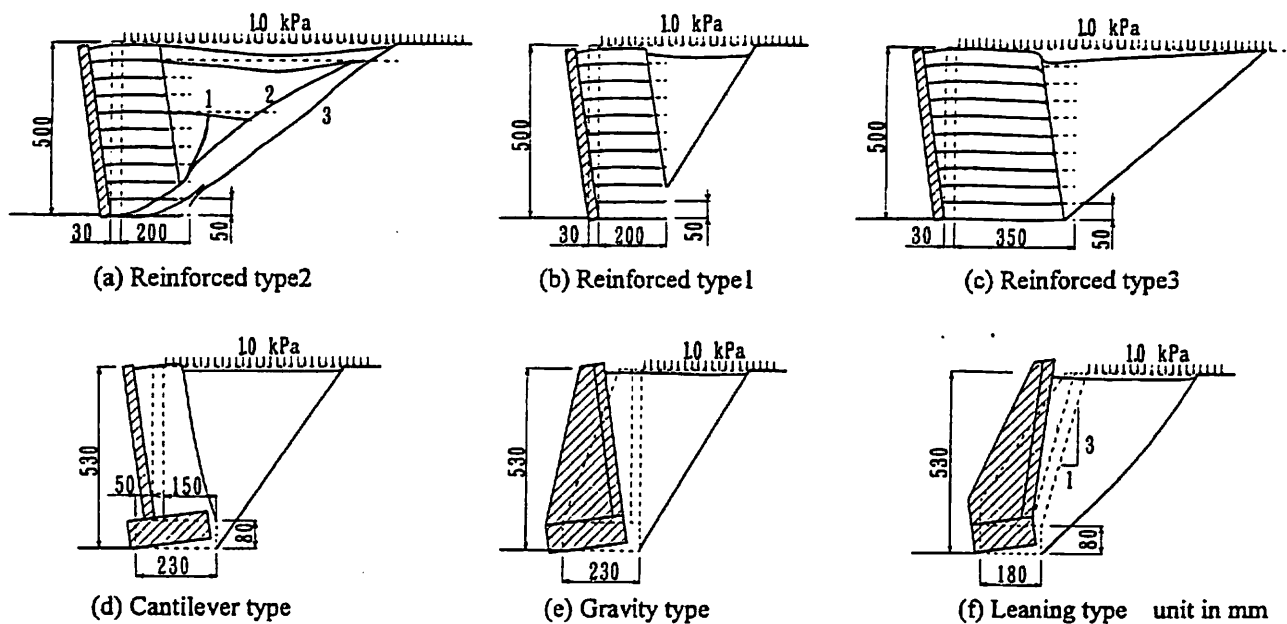 1.0 kPa
1
2
3
500
30
200
50
(a) Reinforced type2
1.0 kPa
500
30
200
50
(b) Reinforced type1
1.0 kPa
500
30
350
50
(c) Reinforced type3
1.0 kPa
530
50
150
80
230
(d) Cantilever type
1.0 kPa
530
230
(e) Gravity type
1.0 kPa
530
3
1
80
180
(f) Leaning type unit in mm